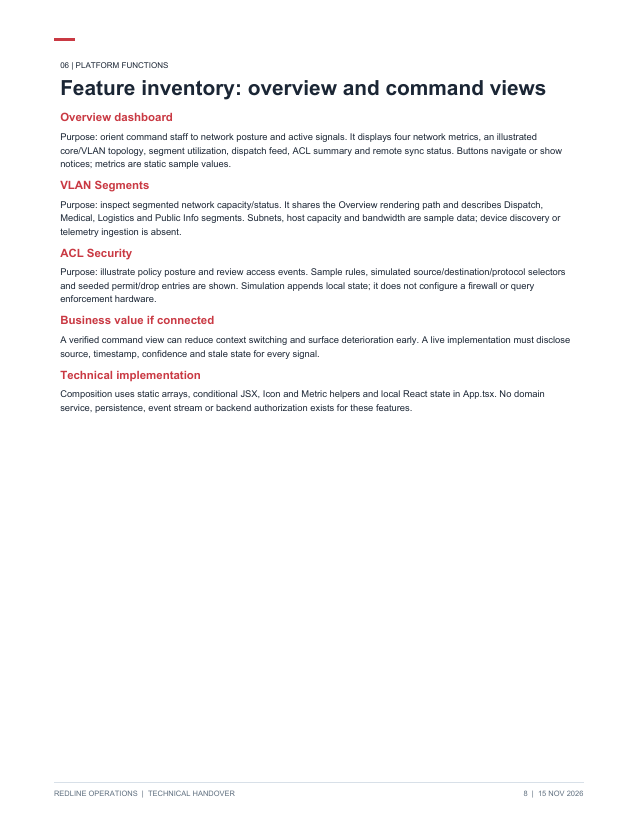 06 | PLATFORM FUNCTIONS
Feature inventory: overview and command views
Overview dashboard
Purpose: orient command staff to network posture and active signals. It displays four network metrics, an illustrated
core/VLAN topology, segment utilization, dispatch feed, ACL summary and remote sync status. Buttons navigate or show
notices; metrics are static sample values.
VLAN Segments
Purpose: inspect segmented network capacity/status. It shares the Overview rendering path and describes Dispatch,
Medical, Logistics and Public Info segments. Subnets, host capacity and bandwidth are sample data; device discovery or
telemetry ingestion is absent.
ACL Security
Purpose: illustrate policy posture and review access events. Sample rules, simulated source/destination/protocol selectors
and seeded permit/drop entries are shown. Simulation appends local state; it does not configure a firewall or query
enforcement hardware.
Business value if connected
A verified command view can reduce context switching and surface deterioration early. A live implementation must disclose
source, timestamp, confidence and stale state for every signal.
Technical implementation
Composition uses static arrays, conditional JSX, Icon and Metric helpers and local React state in App.tsx. No domain
service, persistence, event stream or backend authorization exists for these features.
REDLINE OPERATIONS | TECHNICAL HANDOVER
8 | 15 NOV 2026